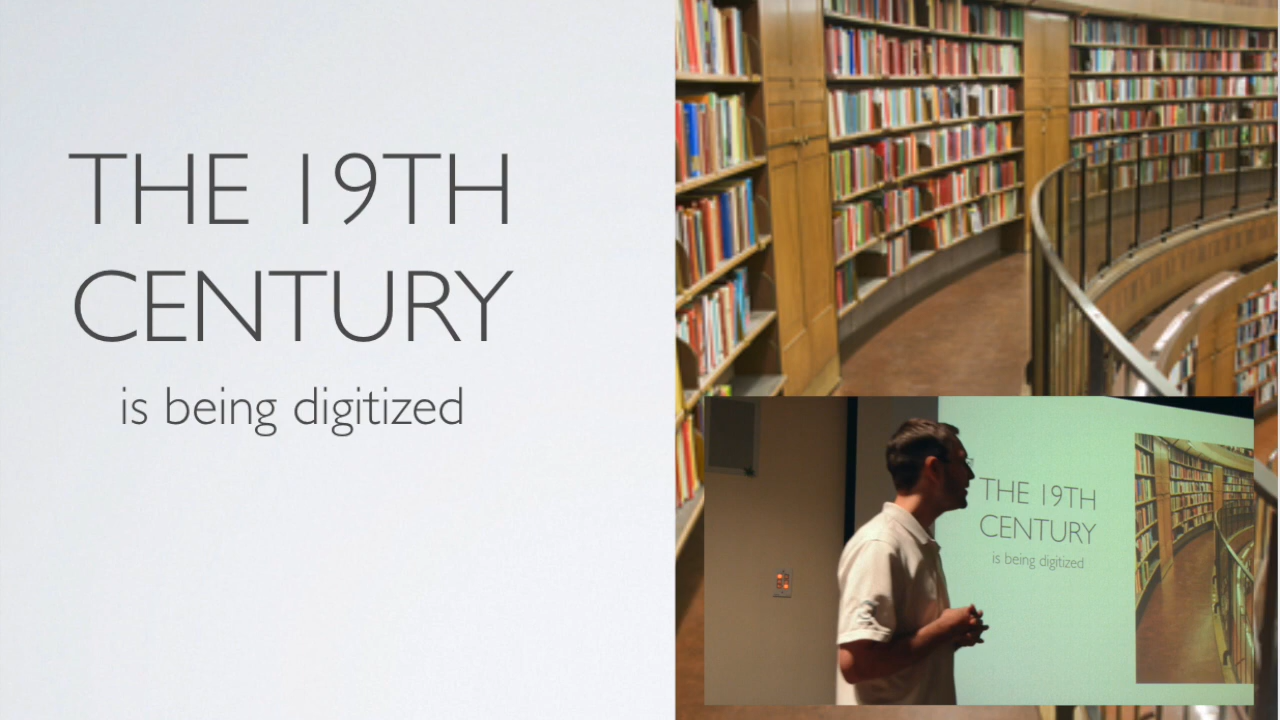 THE 19TH
CENTURY
is being digitized
THE 19TH
CENTURY
is being digitized